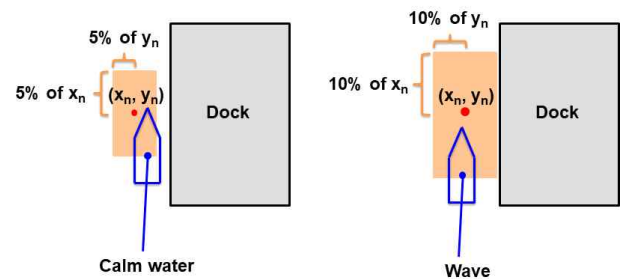 5% of yn
5% of xn
(xn, yn)
Dock
Calm water
10% of yn
10% of xn
(xn, yn)
Dock
Wave